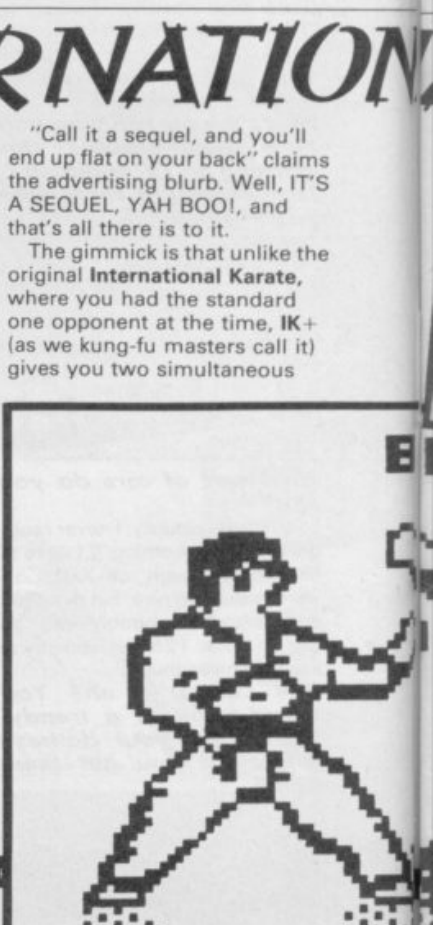 RNATION
"Call it a sequel, and you'll
end up flat on your back" claims
the advertising blurb. Well, IT'S
A SEQUEL, YAH BOO!, and
that's all there is to it.
The gimmick is that unlike the
original International Karate,
where you had the standard
one opponent at the time, IK+
(as we kung-fu masters call it)
gives you two simultaneous